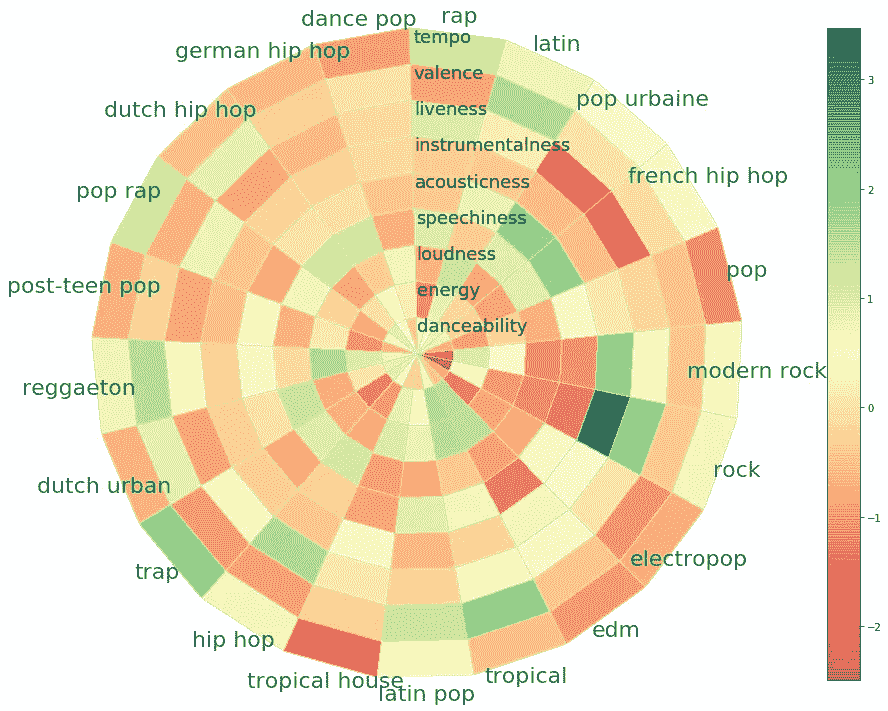 dance pop
rap
latin
pop urbaine
french hip hop
pop
modern rock
rock
electropop
edm
tropical
latin pop
tropical house
hip hop
trap
dutch urban
reggaeton
post-teen pop
pop rap
dutch hip hop
german hip hop
tempo
valence
liveness
instrumentalness
acousticness
speechiness
loudness
energy
danceability
3
2
1
0
−1
−2